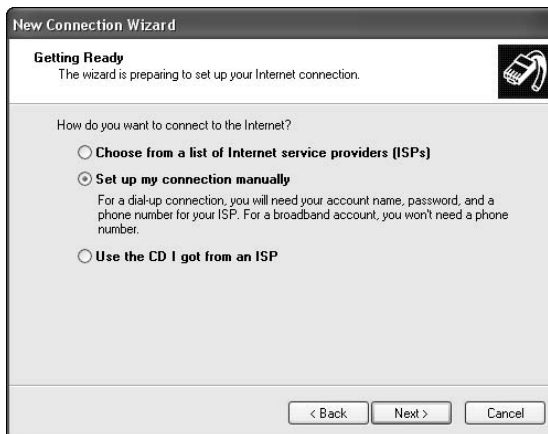 New Connection Wizard
Getting Ready
The wizard is preparing to set up your Internet connection.
How do you want to connect to the Internet?
Choose from a list of Internet service providers (ISPs)
Set up my connection manually
For a dial-up connection, you will need your account name, password, and a
phone number for your ISP. For a broadband account, you won't need a phone
number.
Use the CD I got from an ISP
< Back
Next >
Cancel